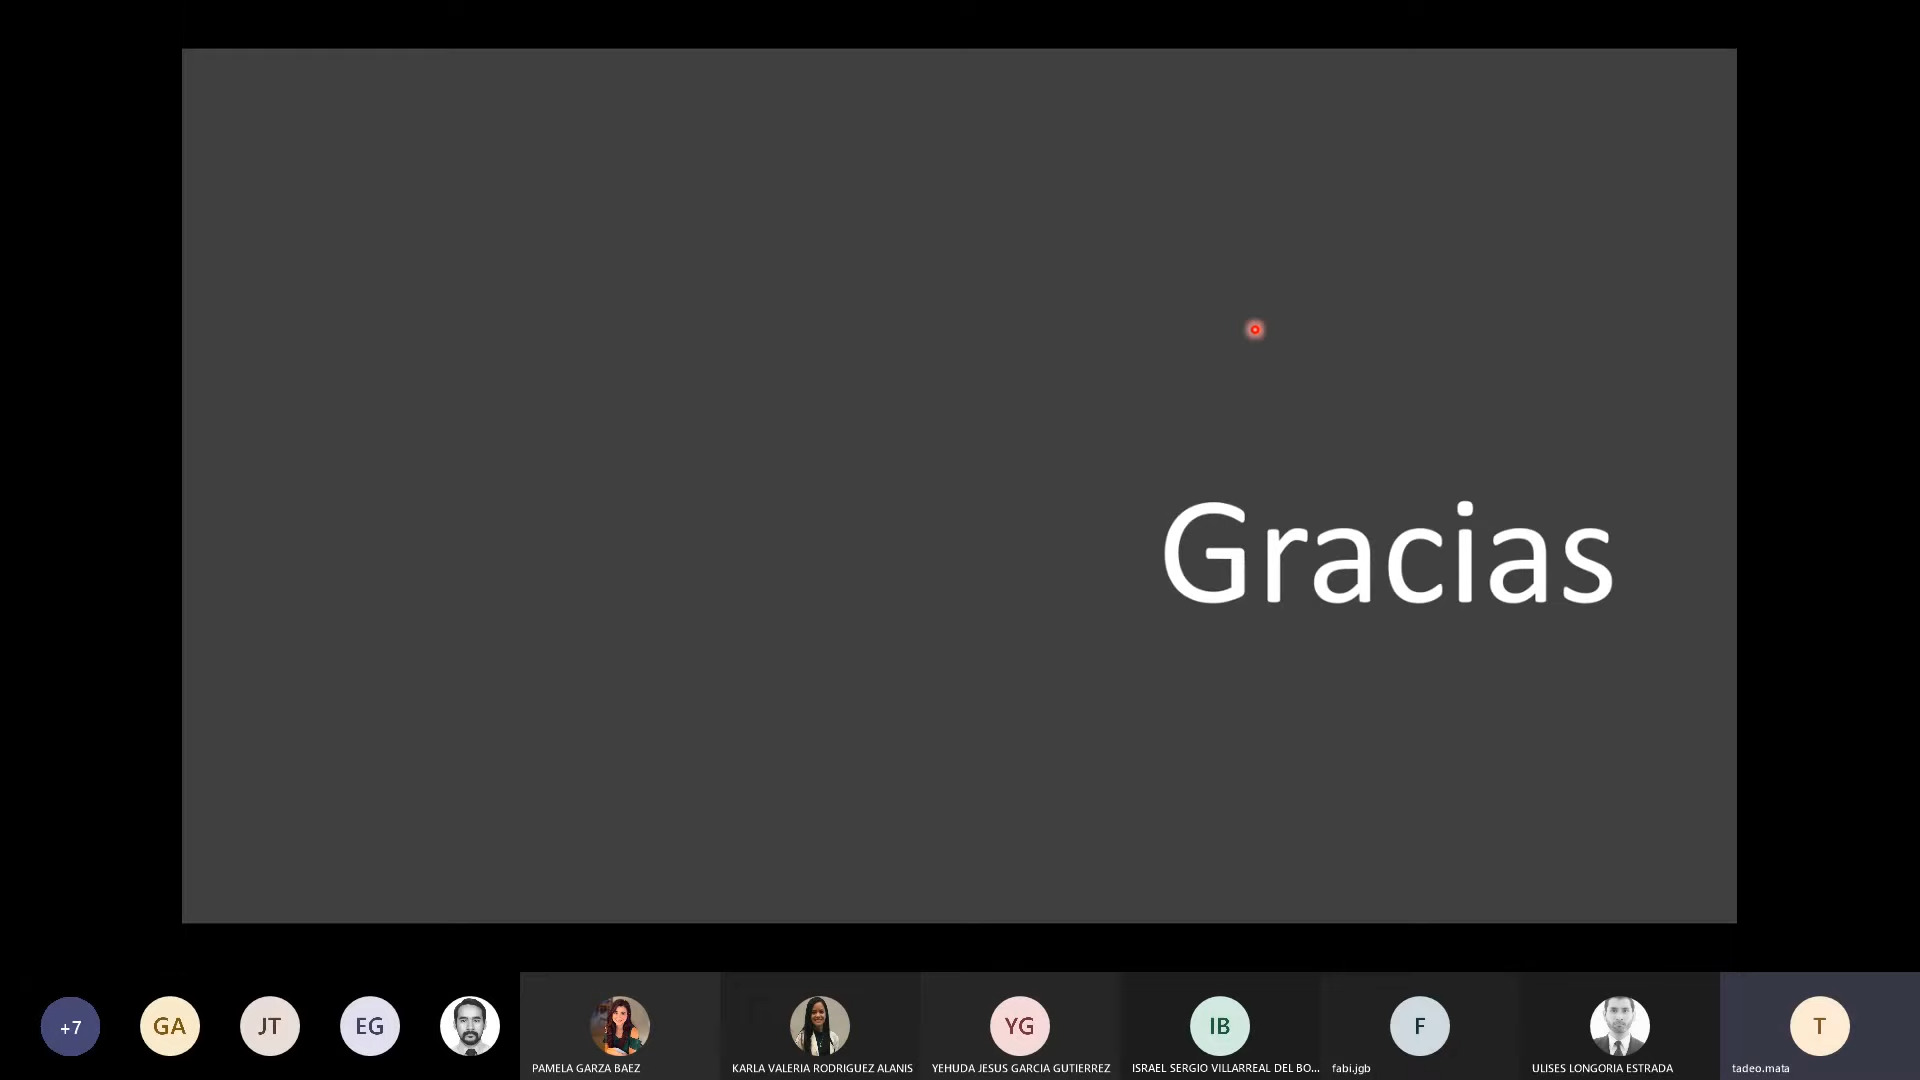 Gracias
+7
GA
JT
EG
YG
IB
F
T
PAMELA GARZA BAEZ
KARLA VALERIA RODRIGUEZ ALANIS
YEHUDA JESUS GARCIA GUTIERREZ
ISRAEL SERGIO VILLARREAL DEL BO...
fabi.jgb
ULISES LONGORIA ESTRADA
tadeo.mata